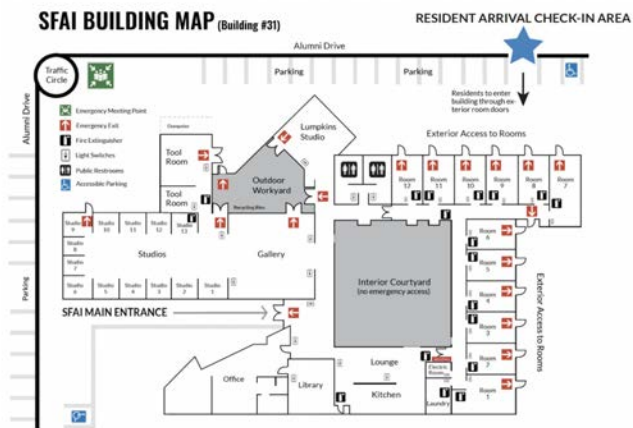 SFAI BUILDING MAP (Building #31)
RESIDENT ARRIVAL CHECK-IN AREA
Alumni Drive
Traffic
Circle
Parking
Parking
Residents to enter
building through ex-
terior room doors
Alumni Drive
Emergency Meeting Point
Emergency Exit
Fire Extinguisher
Light Switches
Public Restrooms
Accessible Parking
Exterior Access to Rooms
Lumpkins
Studio
Tool
Room
Tool
Room
Outdoor
Workyard
Recycling Bins
Room
12
Room
11
Room
10
Room
9
Room
8
Room
7
Studio
9
Studio
10
Studio
11
Studio
12
Studio
13
Studio
8
Studio
7
Studio
6
Studio
5
Studio
4
Studio
3
Studio
2
Studio
1
Studios
Gallery
Interior Courtyard
(no emergency access)
Room
6
Room
5
Room
4
Room
3
Room
2
Room
1
Exterior Access to Rooms
Parking
SFAI MAIN ENTRANCE
Office
Library
Lounge
Kitchen
Electric
Room
Laundry